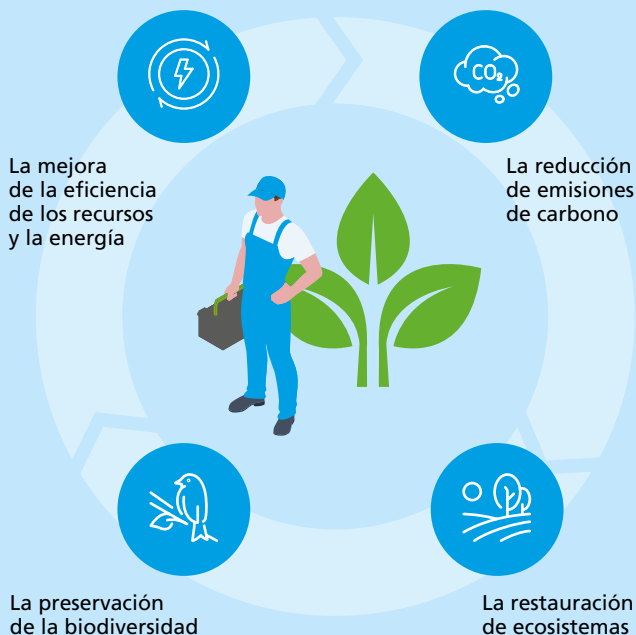 CO₂
La mejora
de la eficiencia
de los recursos
y la energía
La reducción
de emisiones
de carbono
La preservación
de la biodiversidad
La restauración
de ecosistemas